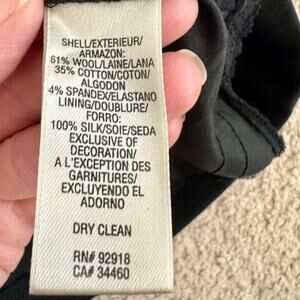 SHELL/EXTERIEUR/
ARMAZON:
61% WOOL/LAINE/LANA
35% COTTON/COTON/
ALGODON
4% SPANDEX/ELASTANO
LINING/DOUBLURE/
FORRO:
100% SILK/SOIE/SEDA
EXCLUSIVE OF
DECORATION/
A L'EXCEPTION DES
GARNITURES/
EXCLUYENDO EL
ADORNO
DRY CLEAN
RN# 92918
CA# 34460